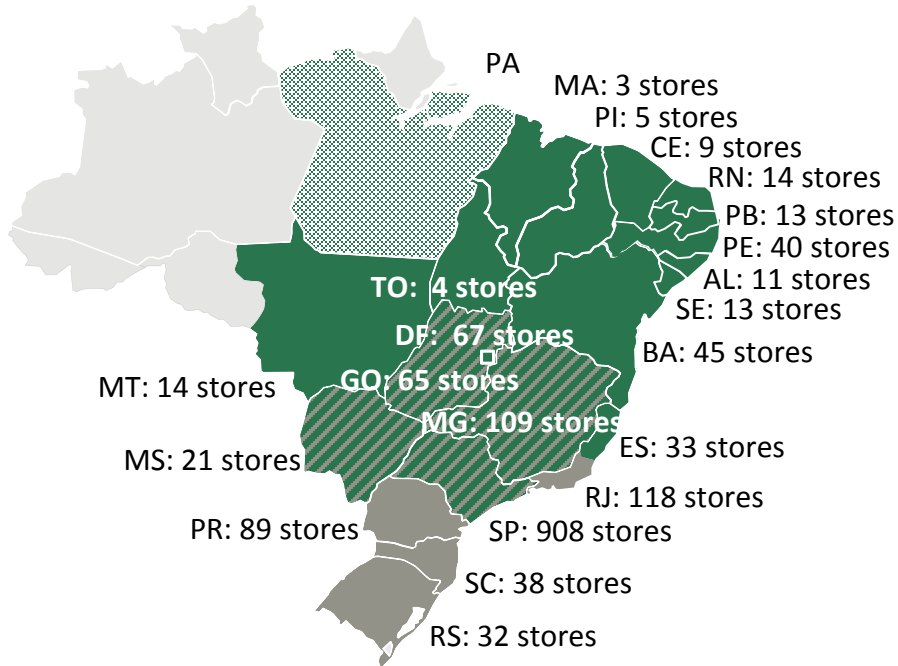 PA
MA: 3 stores
PI: 5 stores
CE: 9 stores
RN: 14 stores
PB: 13 stores
PE: 40 stores
AL: 11 stores
TO: 4 stores
SE: 13 stores
DF: 67 stores
BA: 45 stores
MT: 14 stores
GO: 65 stores
MG: 109 stores
ES: 33 stores
MS: 21 stores
RJ: 118 stores
PR: 89 stores
SP: 908 stores
SC: 38 stores
RS: 32 stores